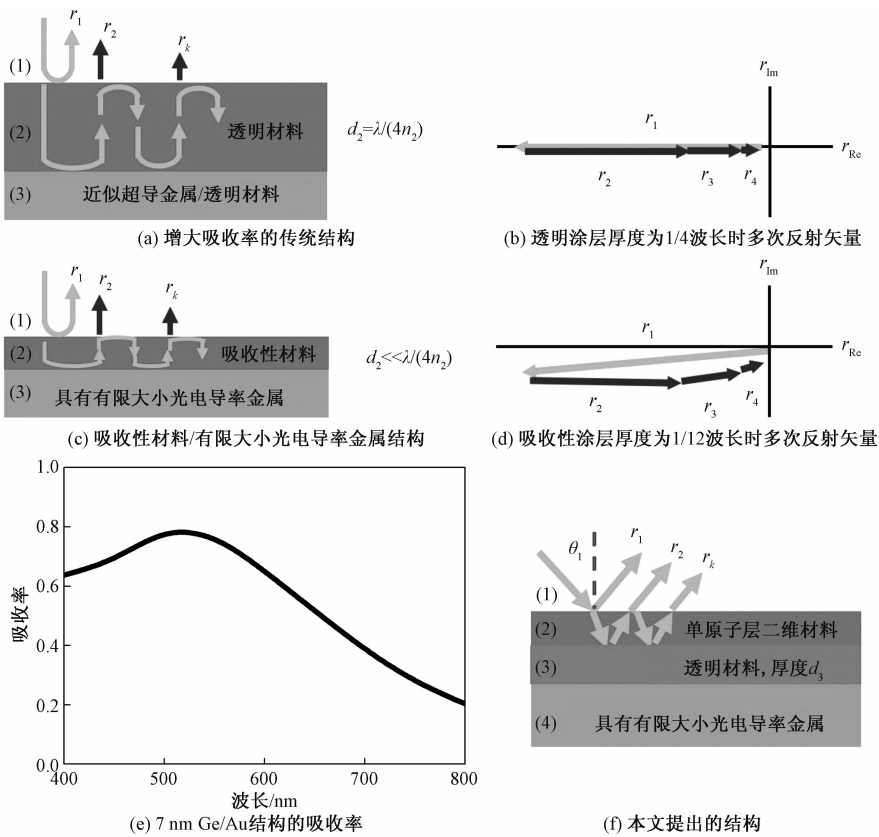 r1
r2
rk
(1)
(2)
透明材料
d2=λ/(4n2)
(3)
近似超导金属/透明材料
(a) 增大吸收率的传统结构
rIm
r1
rRe
r2
r3
r4
(b) 透明涂层厚度为1/4波长时多次反射矢量
r1
r2
rk
(1)
(2)
吸收性材料
d2<<λ/(4n2)
(3)
具有有限大小光电导率金属
(c) 吸收性材料/有限大小光电导率金属结构
rIm
r1
rRe
r2
r3
r4
(d) 吸收性涂层厚度为1/12波长时多次反射矢量
1.0
0.8
0.6
0.4
0.2
0.0
吸收率
400
500
600
700
800
波长/nm
(e) 7 nm Ge/Au结构的吸收率
θ1
r1
r2
rk
(1)
(2)
单原子层二维材料
(3)
透明材料,厚度d3
(4)
具有有限大小光电导率金属
(f) 本文提出的结构